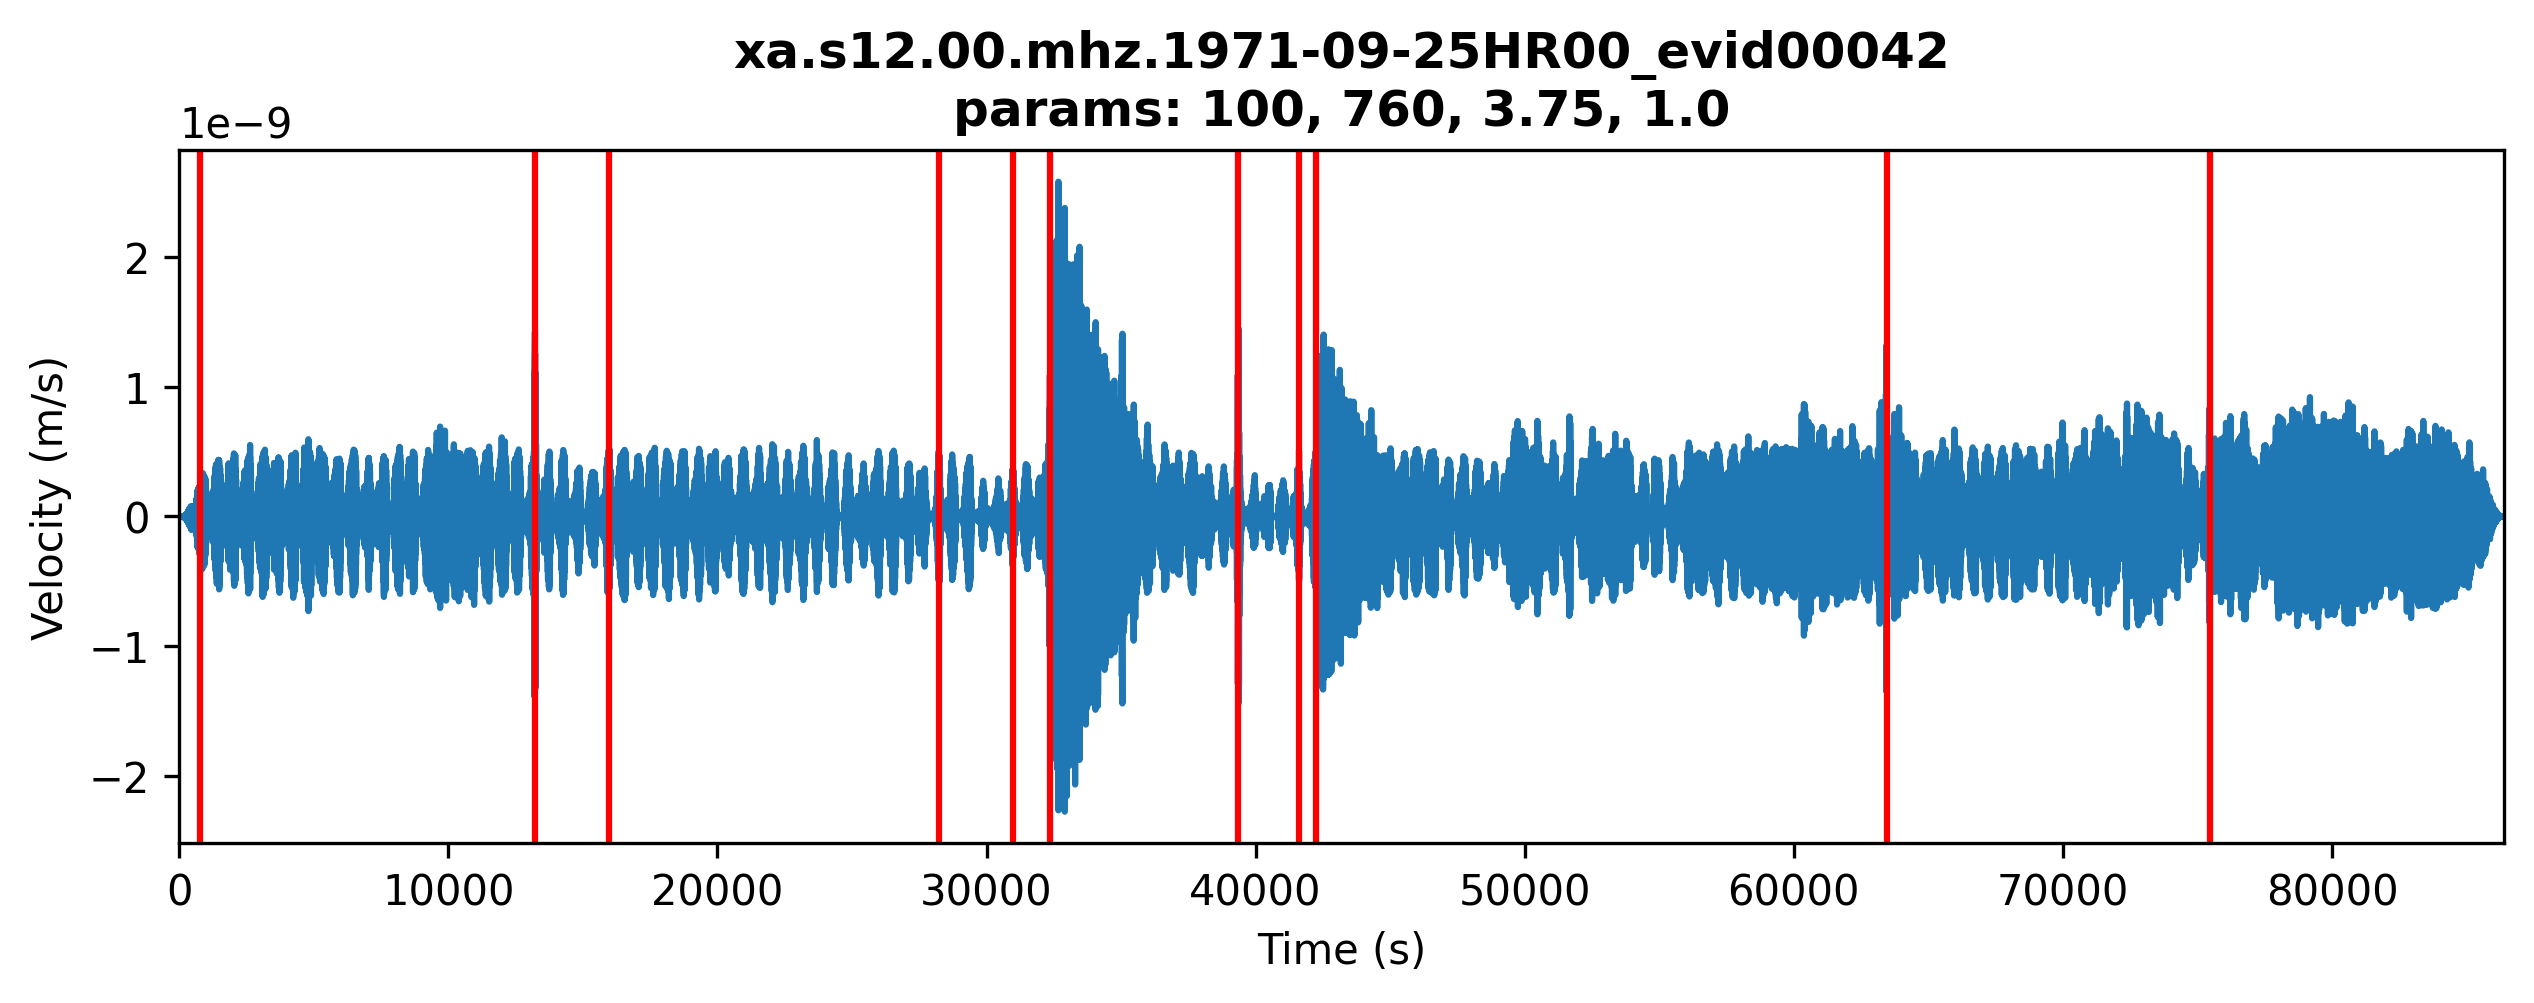 xa.s12.00.mhz.1971-09-25HR00_evid00042
params: 100, 760, 3.75, 1.0
1e−9
Velocity (m/s)
2
1
0
−1
−2
0 10000 20000 30000 40000 50000 60000 70000 80000
Time (s)